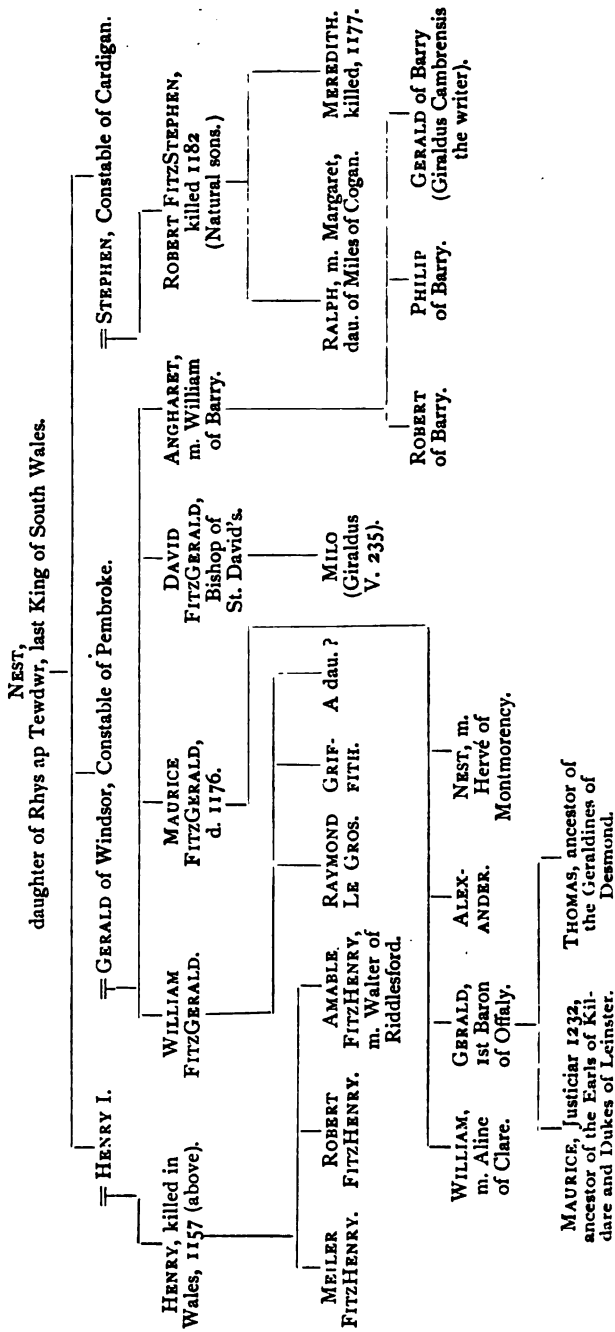 NEST,
daughter of Rhys ap Tewdwr, last King of South Wales.
= HENRY I.
= GERALD of Windsor, Constable of Pembroke.
= STEPHEN, Constable of Cardigan.
HENRY, killed in
Wales, 1157 (above).
WILLIAM
FITZGERALD.
MAURICE
FITZGERALD,
d. 1176.
DAVID
FITZGERALD,
Bishop of
St. David's.
ANGHARET,
m. William
of Barry.
ROBERT FITZSTEPHEN,
killed 1182
(Natural sons.)
MEILER
FITZHENRY.
ROBERT
FITZHENRY.
AMABLE
FITZHENRY,
m. Walter of
Riddlesford.
RAYMOND
LE GROS.
GRIF-
FITH.
A dau. ?
MILO
(Giraldus
V. 235).
RALPH, m. Margaret,
dau. of Miles of Cogan.
MEREDITH.
killed, 1177.
WILLIAM,
m. Aline
of Clare.
GERALD,
1st Baron
of Offaly.
ALEX-
ANDER.
NEST, m.
Hervé of
Montmorency.
ROBERT
of Barry.
PHILIP
of Barry.
GERALD of Barry
(Giraldus Cambrensis
the writer).
MAURICE, Justiciar 1232,
ancestor of the Earls of Kil-
dare and Dukes of Leinster.
THOMAS, ancestor of
the Geraldines of
Desmond.